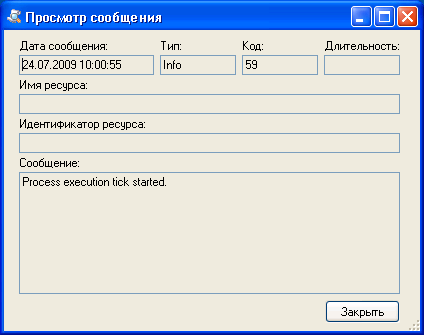 Просмотр сообщения
Дата сообщения: Тип: Код: Длительность:
24.07.2009 10:00:55 Info 59
Имя ресурса:
Идентификатор ресурса:
Сообщение:
Process execution tick started.
Закрыть